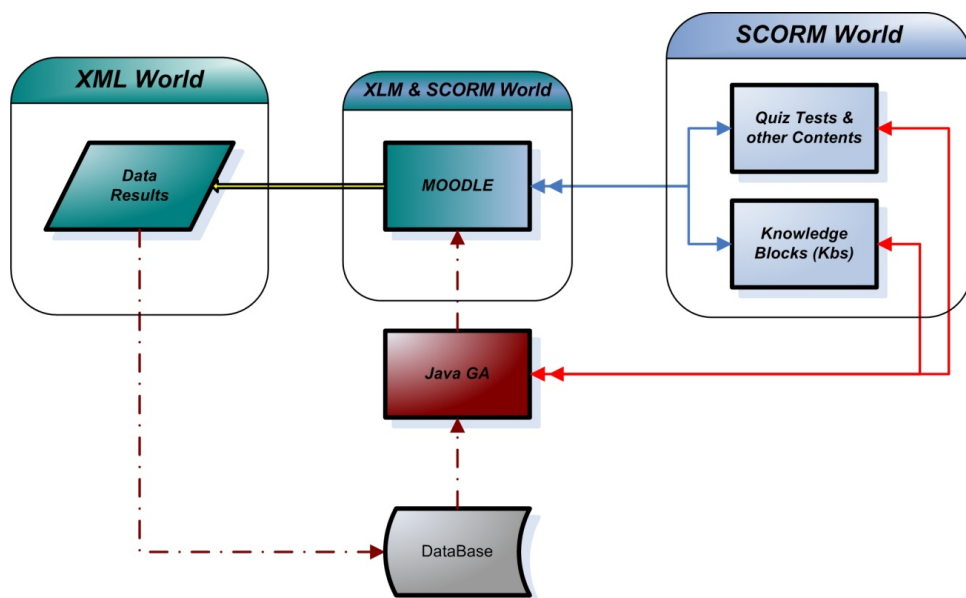 XML World
Data
Results
XLM & SCORM World
MOODLE
SCORM World
Quiz Tests &
other Contents
Knowledge
Blocks (Kbs)
Java GA
DataBase